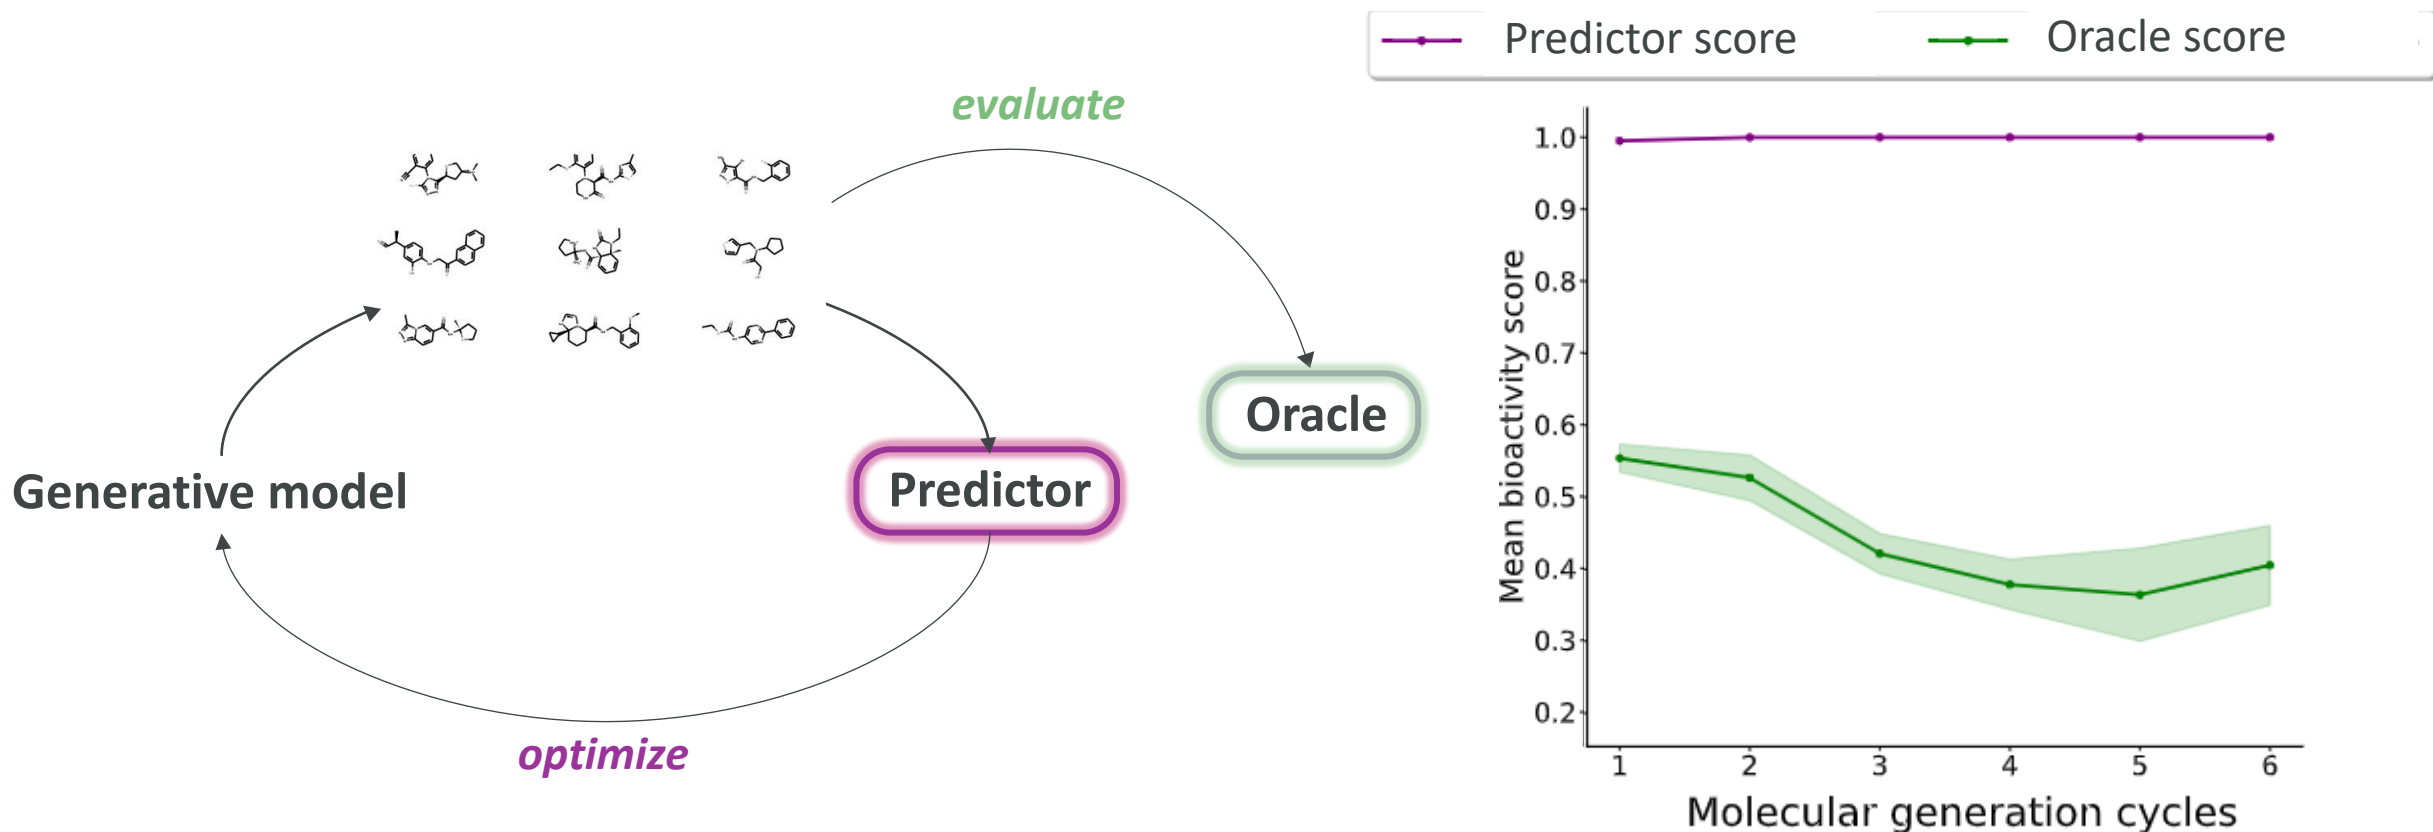 evaluate
Generative model
Predictor
Oracle
optimize
Predictor score
Oracle score
Mean bioactivity score
1.0
0.9
0.8
0.7
0.6
0.5
0.4
0.3
0.2
1 2 3 4 5 6
Molecular generation cycles